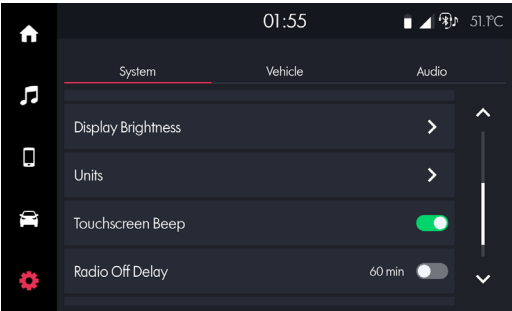 01:55
51.1°C
System
Vehicle
Audio
Display Brightness
Units
Touchscreen Beep
Radio Off Delay
60 min